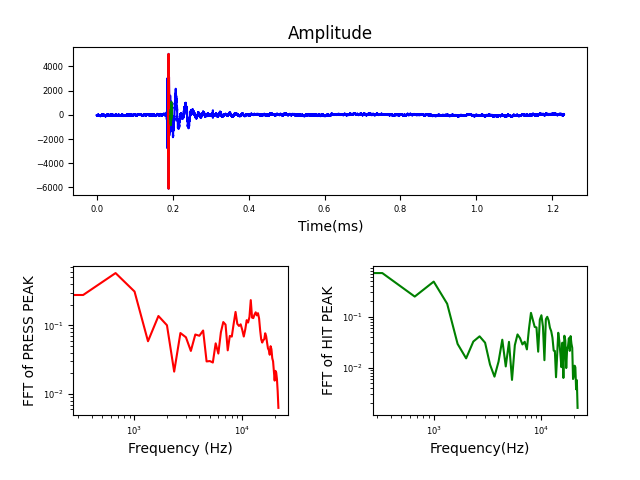 Amplitude
4000
2000
0
−2000
−4000
−6000
0.0 0.2 0.4 0.6 0.8 1.0 1.2
Time(ms)
FFT of PRESS PEAK
10⁻¹
10⁻²
10³ 10⁴
Frequency (Hz)
FFT of HIT PEAK
10⁻¹
10⁻²
10³ 10⁴
Frequency(Hz)